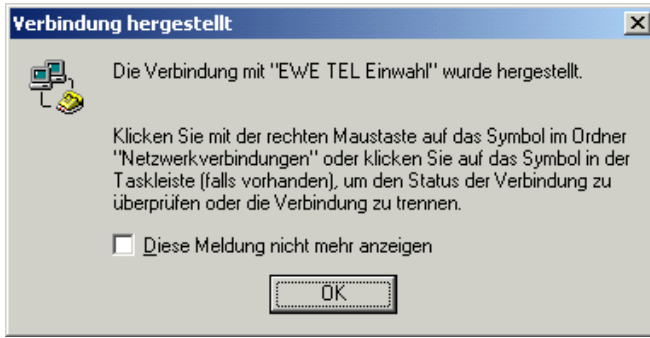 Verbindung hergestellt
Die Verbindung mit "EWE TEL Einwahl" wurde hergestellt.
Klicken Sie mit der rechten Maustaste auf das Symbol im Ordner
"Netzwerkverbindungen" oder klicken Sie auf das Symbol in der
Taskleiste (falls vorhanden), um den Status der Verbindung zu
überprüfen oder die Verbindung zu trennen.
Diese Meldung nicht mehr anzeigen
OK